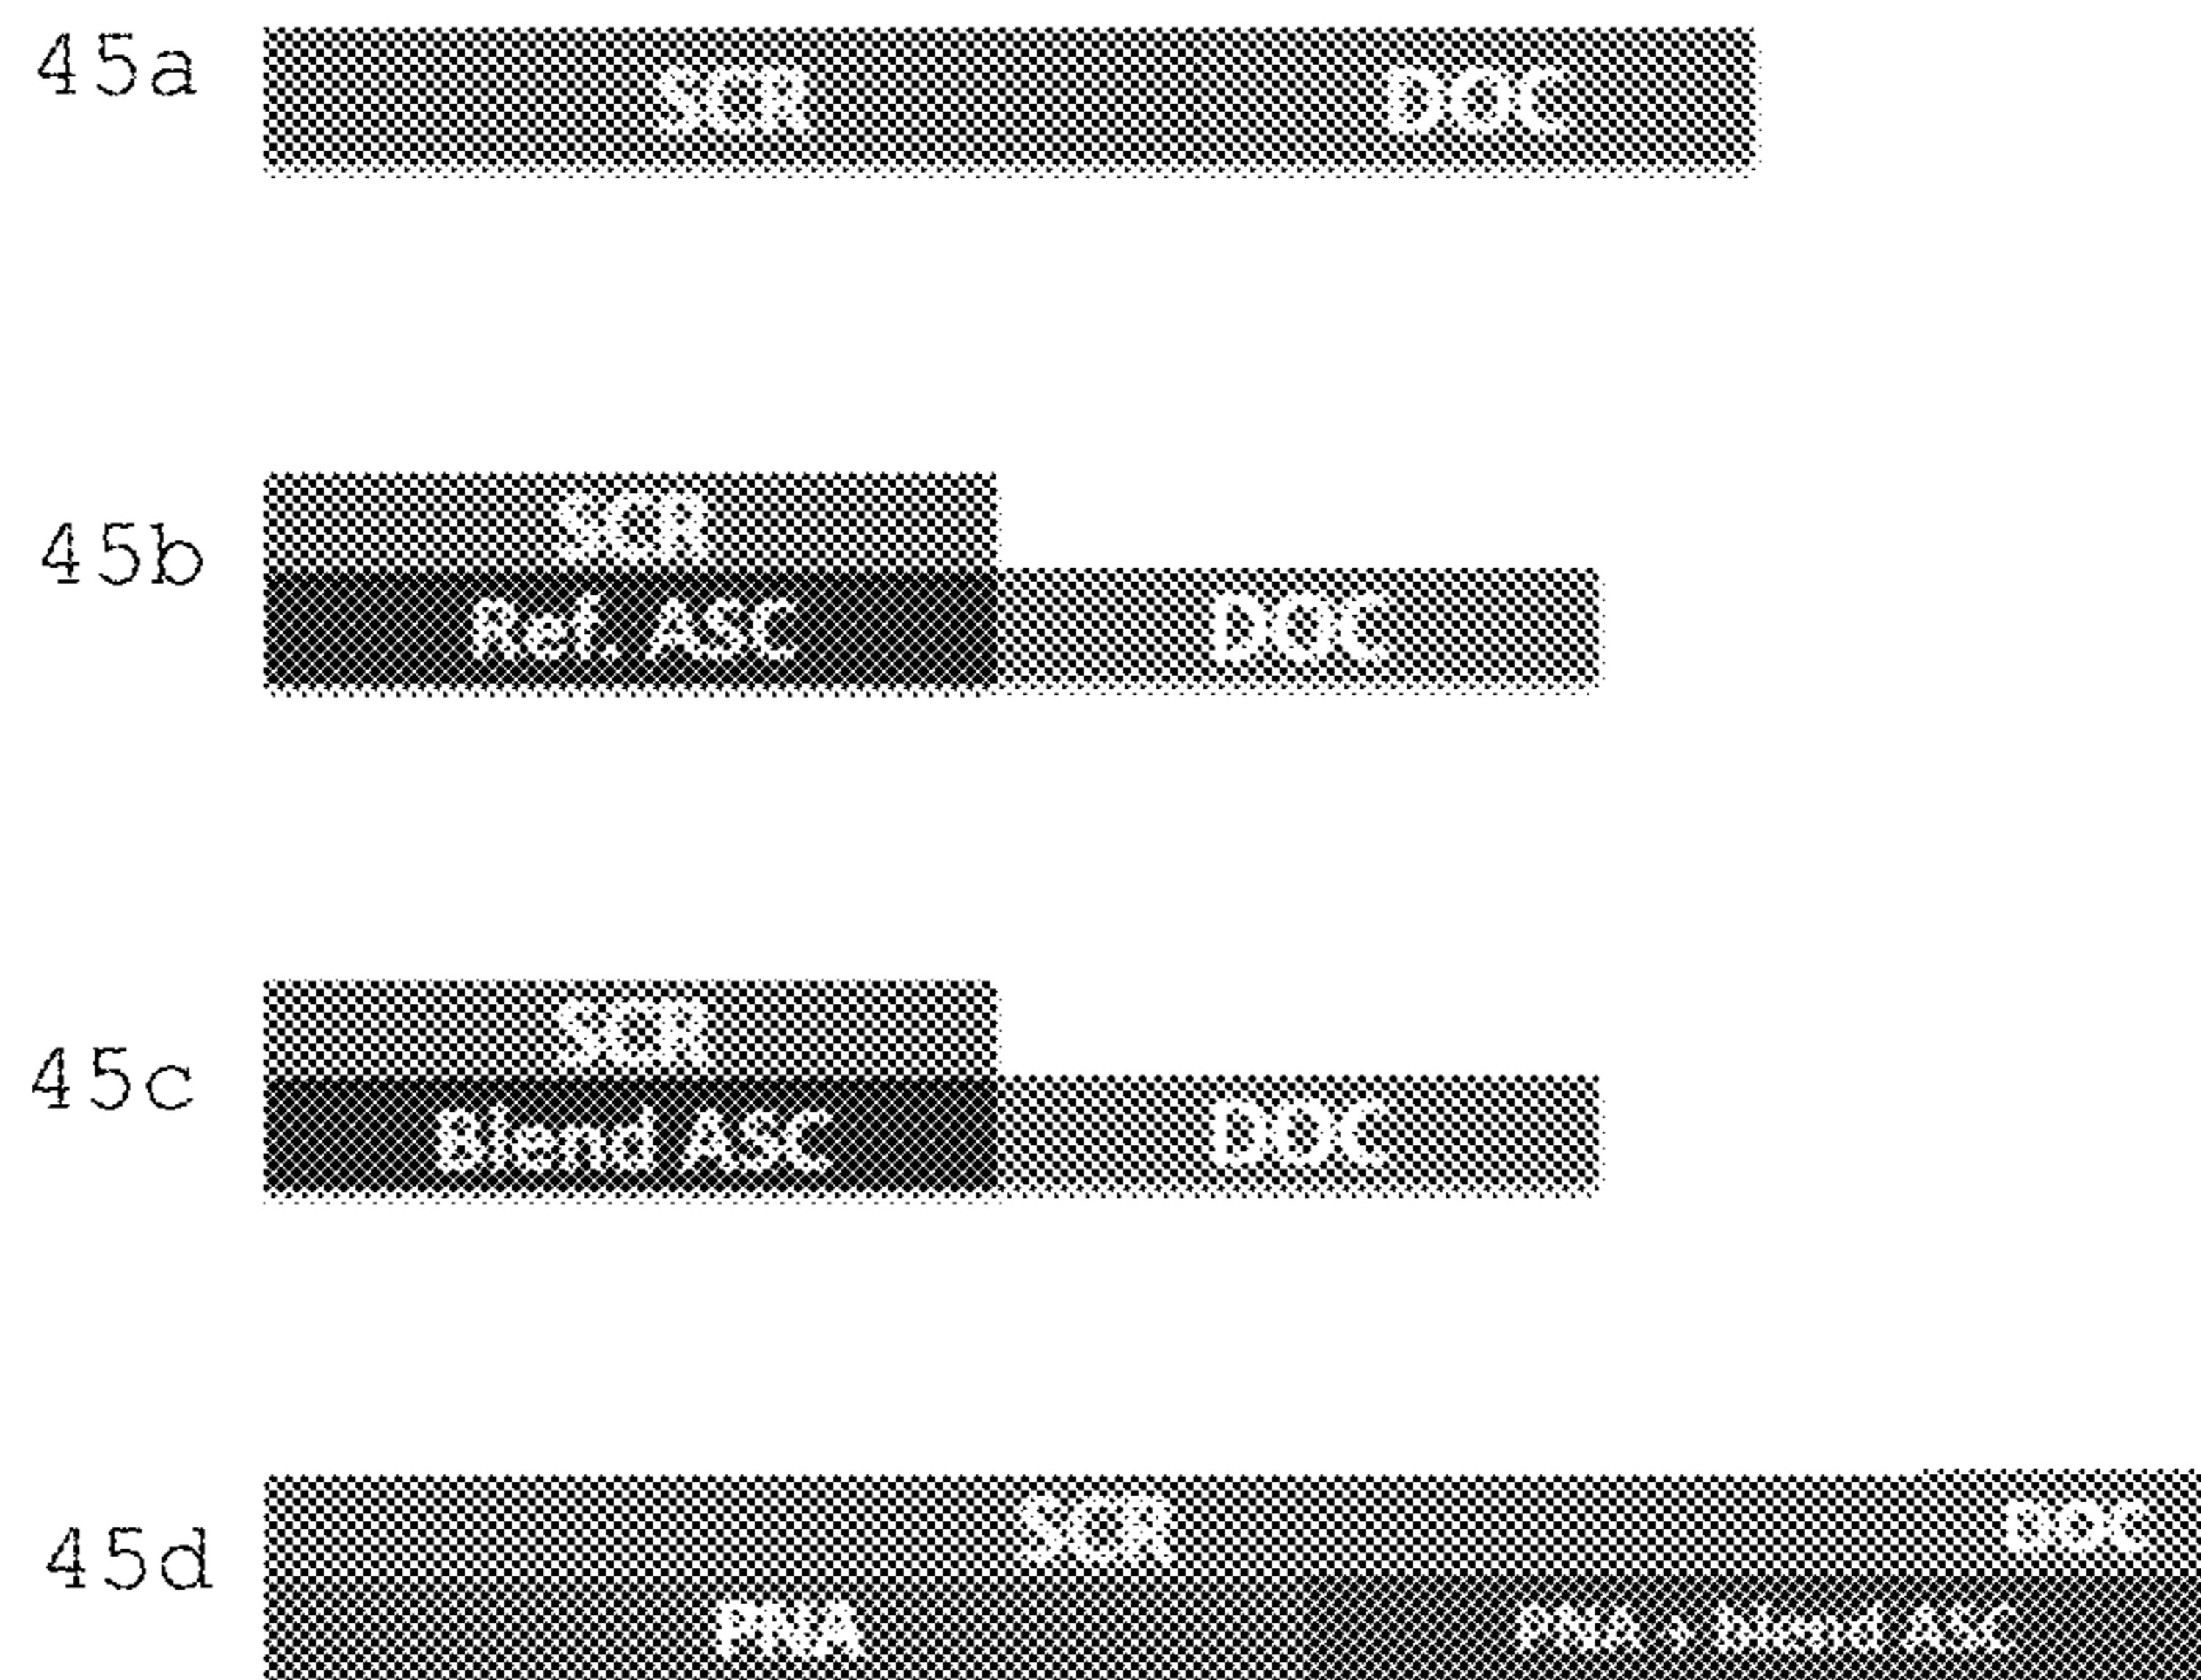 45a SCR DOC
45b SCR
Ref. ASC DOC
45c SCR
Blend ASC DOC
45d SCR DOC
PNA PNA + blend ASC